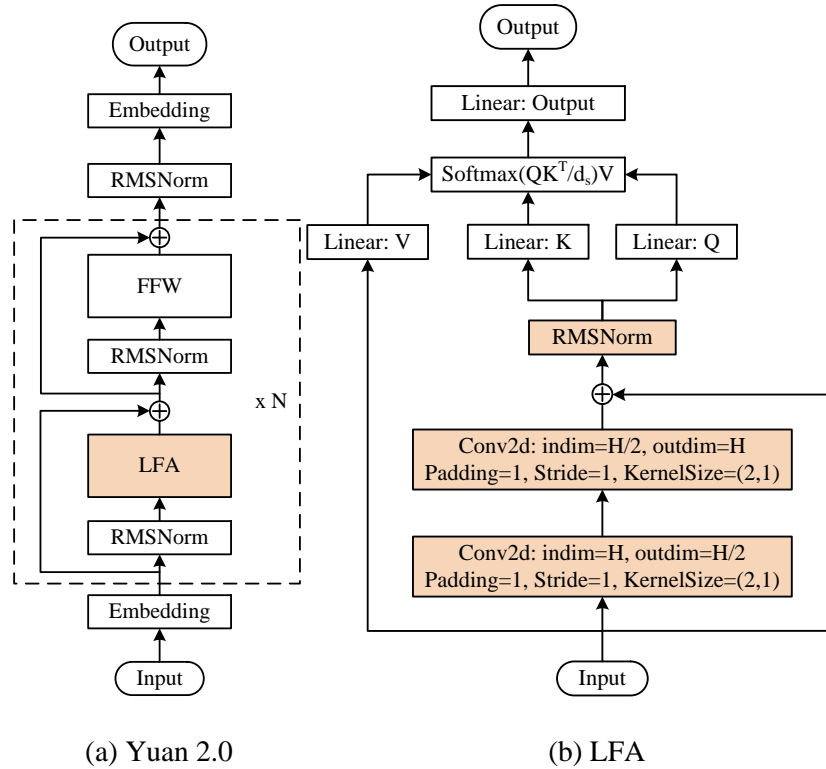 Output
Embedding
RMSNorm
FFW
RMSNorm
x N
LFA
RMSNorm
Embedding
Input
(a) Yuan 2.0
Output
Linear: Output
Softmax(QKᵀ/dₛ)V
Linear: V
Linear: K
Linear: Q
RMSNorm
Conv2d: indim=H/2, outdim=H
Padding=1, Stride=1, KernelSize=(2,1)
Conv2d: indim=H, outdim=H/2
Padding=1, Stride=1, KernelSize=(2,1)
Input
(b) LFA